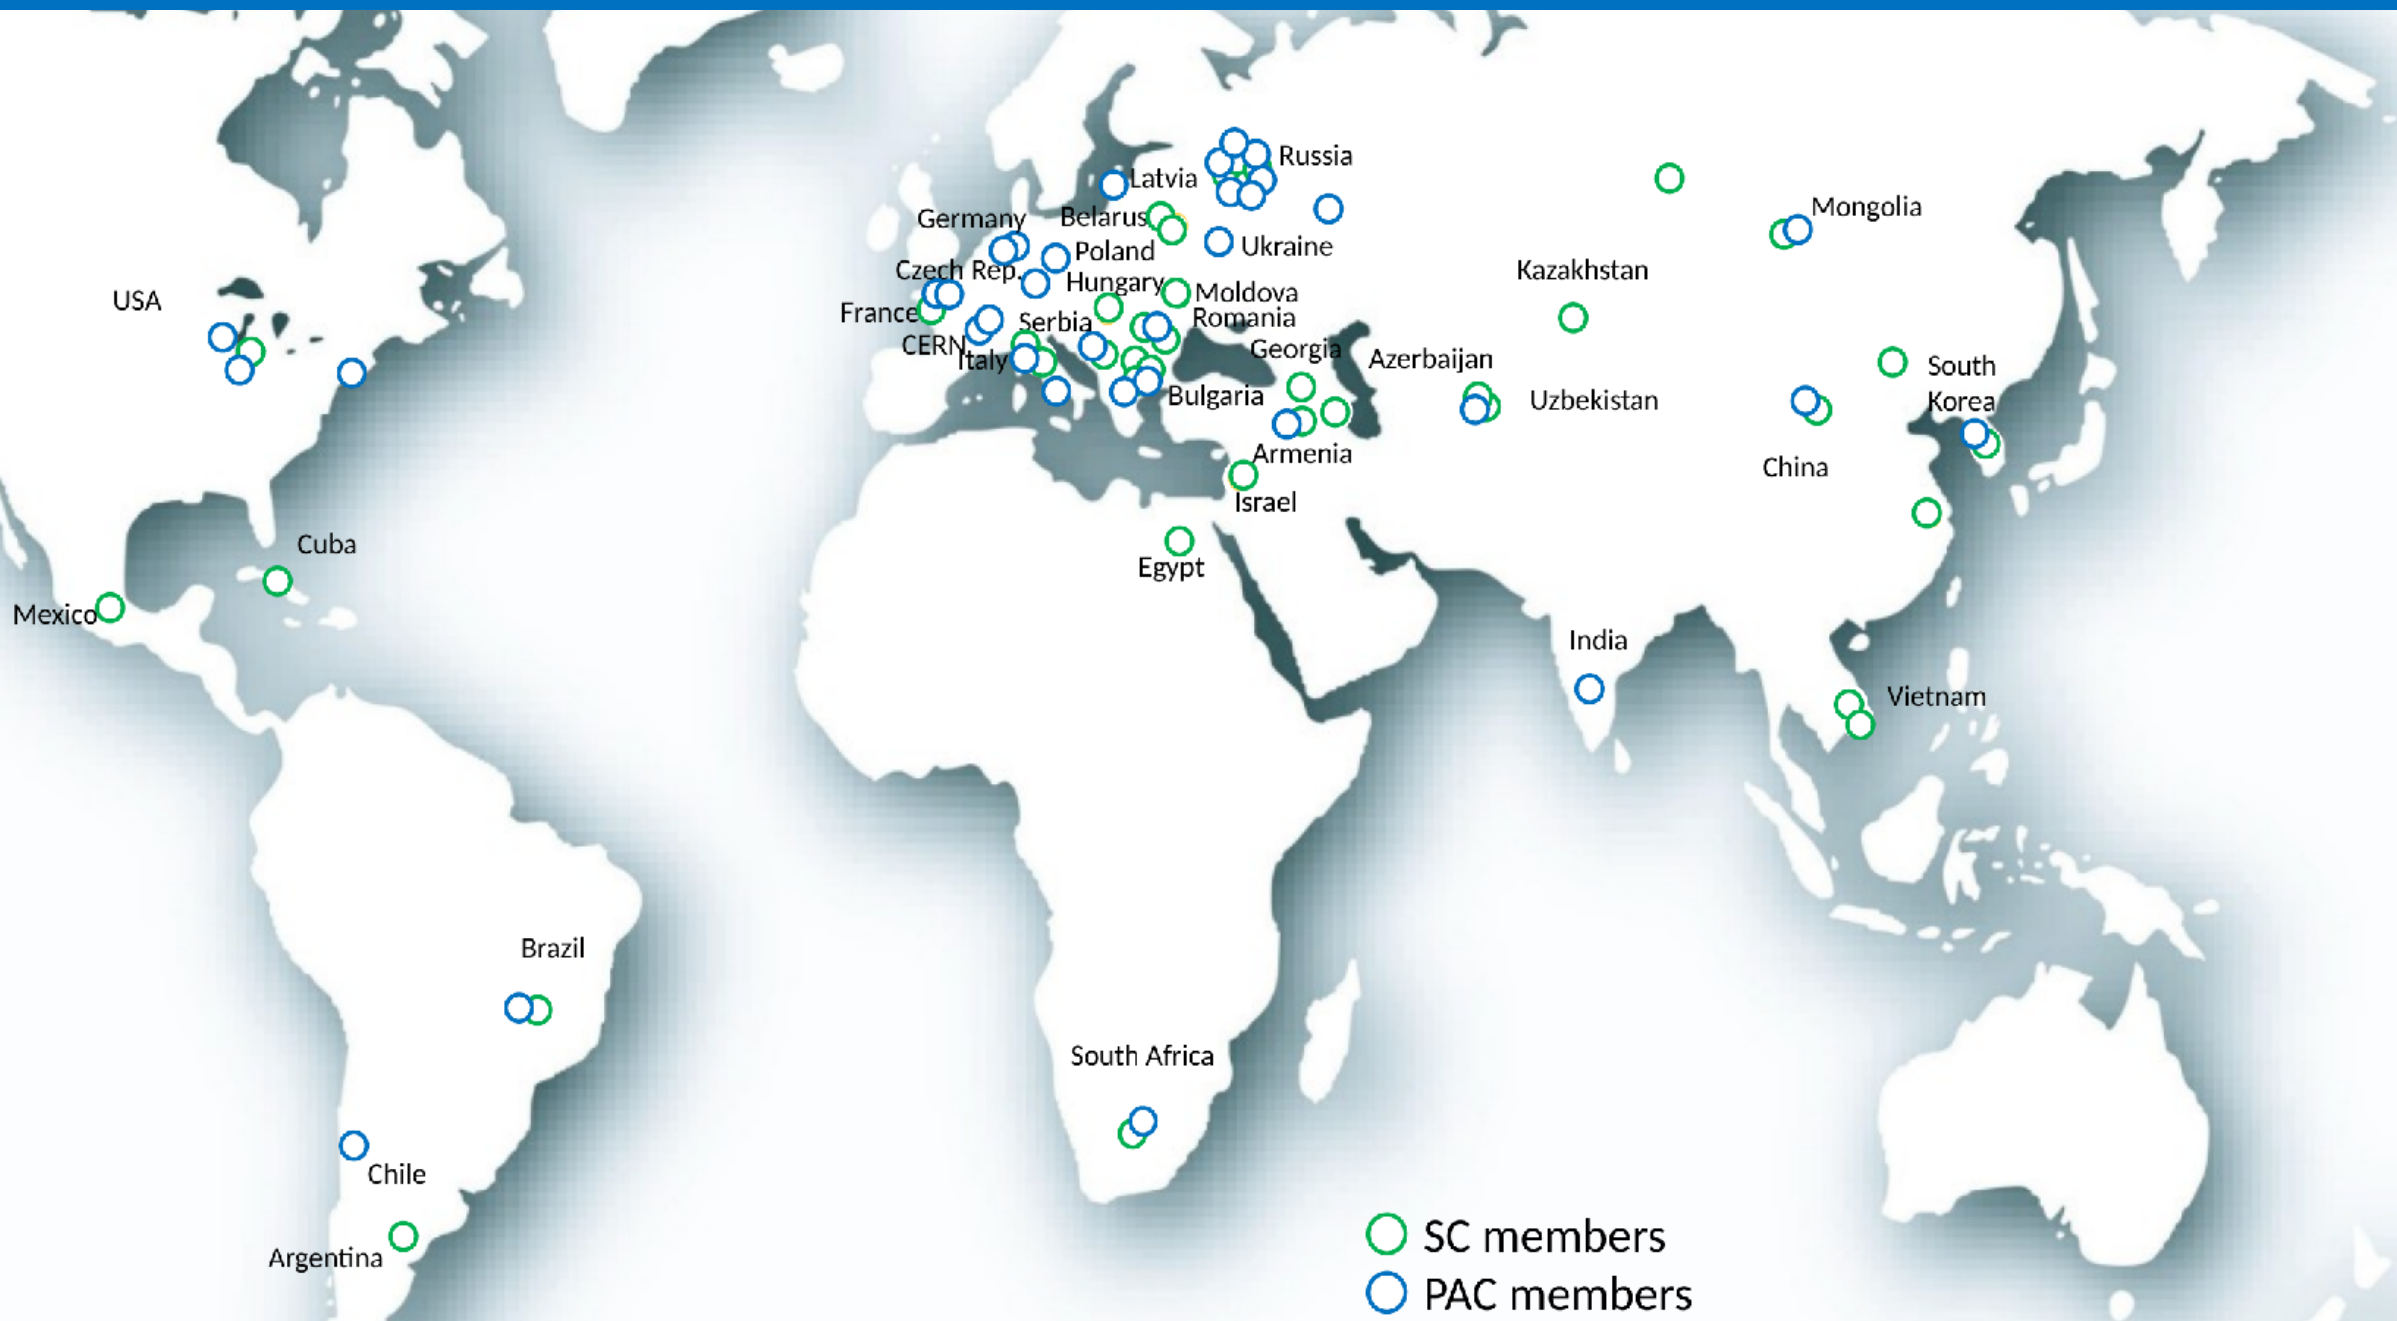 Russia
Latvia
Mongolia
Germany
Belarus
Ukraine
Poland
Czech Rep.
Kazakhstan
Hungary
Moldova
USA
France
Serbia
Romania
CERN
Georgia
Azerbaijan
Italy
South
Korea
Bulgaria
Uzbekistan
Armenia
China
Israel
Cuba
Egypt
Mexico
India
Vietnam
Brazil
South Africa
Chile
Argentina
SC members
PAC members